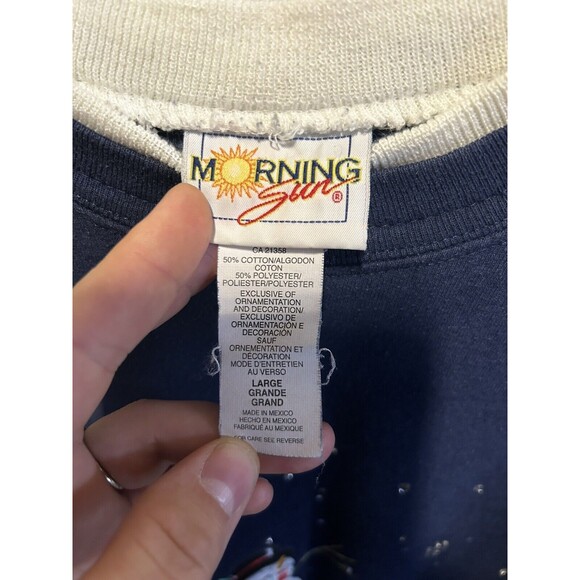 MORNING
Sun®
CA 21358
50% COTTON/ALGODON
COTON
50% POLYESTER/
POLIESTER/POLYESTER
EXCLUSIVE OF
ORNAMENTATION
AND DECORATION/
EXCLUSIVO DE
ORNAMENTACIÓN E
DECORACIÓN
SAUF
ORNEMENTATION ET
DÉCORATION
MODE D'ENTRETIEN
AU VERSO
LARGE
GRANDE
GRAND
MADE IN MEXICO
HECHO EN MEXICO
FABRIQUÉ AU MEXIQUE
FOR CARE SEE REVERSE